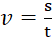 v = s/t